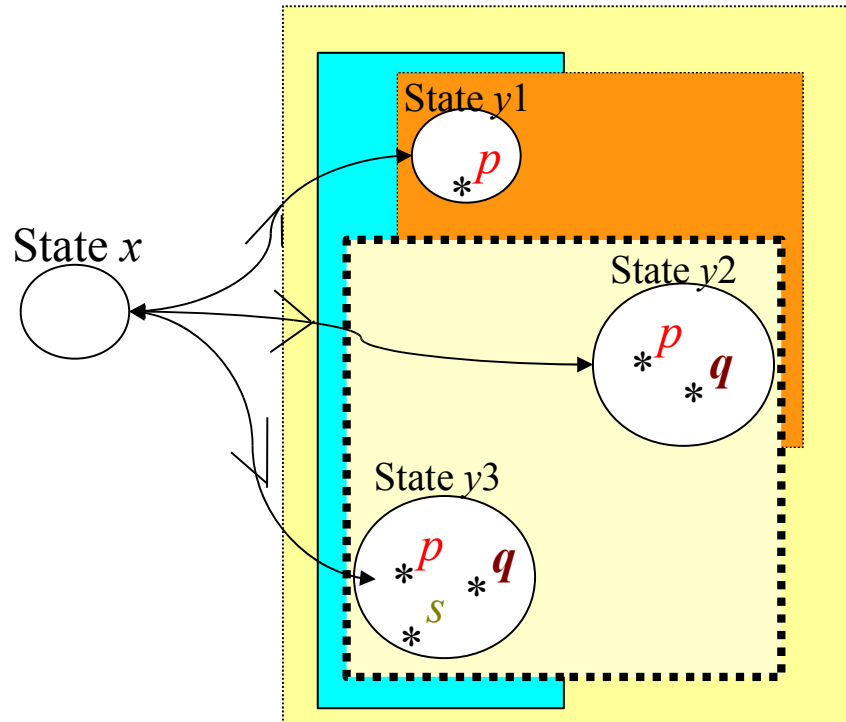 State y1
* p
State x
State y2
* p
* q
State y3
* p
* q
s
*